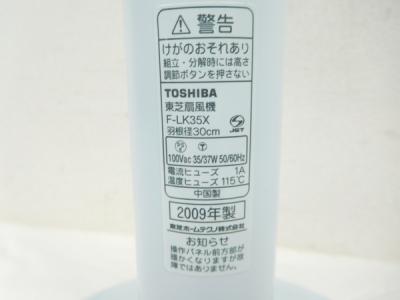 ⚠ 警告
けがのおそれあり
組立・分解時には高さ
調節ボタンを押さない
TOSHIBA
東芝扇風機
F-LK35X
羽根径30cm
JET
100Vac 35/37W 50/60Hz
電流ヒューズ 1A
温度ヒューズ 115℃
中国製
2009年製
東芝ホームテクノ株式会社
お知らせ
操作パネル前方部が
暖かくなりますが故
障ではありません。